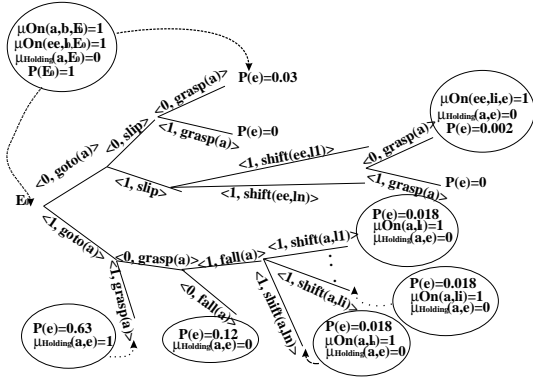 μOn(a,b,E0)=1
μOn(ee,l0,E0)=1
μHolding(a,E0)=0
P(E0)=1
<0, grasp(a)>
P(e)=0.03
<0, slip>
<1, grasp(a)>
P(e)=0
μOn(ee,li,e)=1
μHolding(a,e)=0
P(e)=0.002
<0, goto(a)>
<1, shift(ee,l1)>
<0, grasp(a)>
<1, slip>
<1, shift(ee,ln)>
<1, grasp(a)>
P(e)=0
E0
<1, goto(a)>
<0, grasp(a)>
<1, fall(a)>
<1, shift(a,l1)>
P(e)=0.018
μOn(a,li)=1
μHolding(a,e)=0
<1, grasp(a)>
<0, fall(a)>
<1, shift(a,ln)>
<1, shift(a,li)>
P(e)=0.018
μOn(a,li)=1
μHolding(a,e)=0
P(e)=0.63
μHolding(a,e)=1
P(e)=0.12
μHolding(a,e)=0
P(e)=0.018
μOn(a,ln)=1
μHolding(a,e)=0